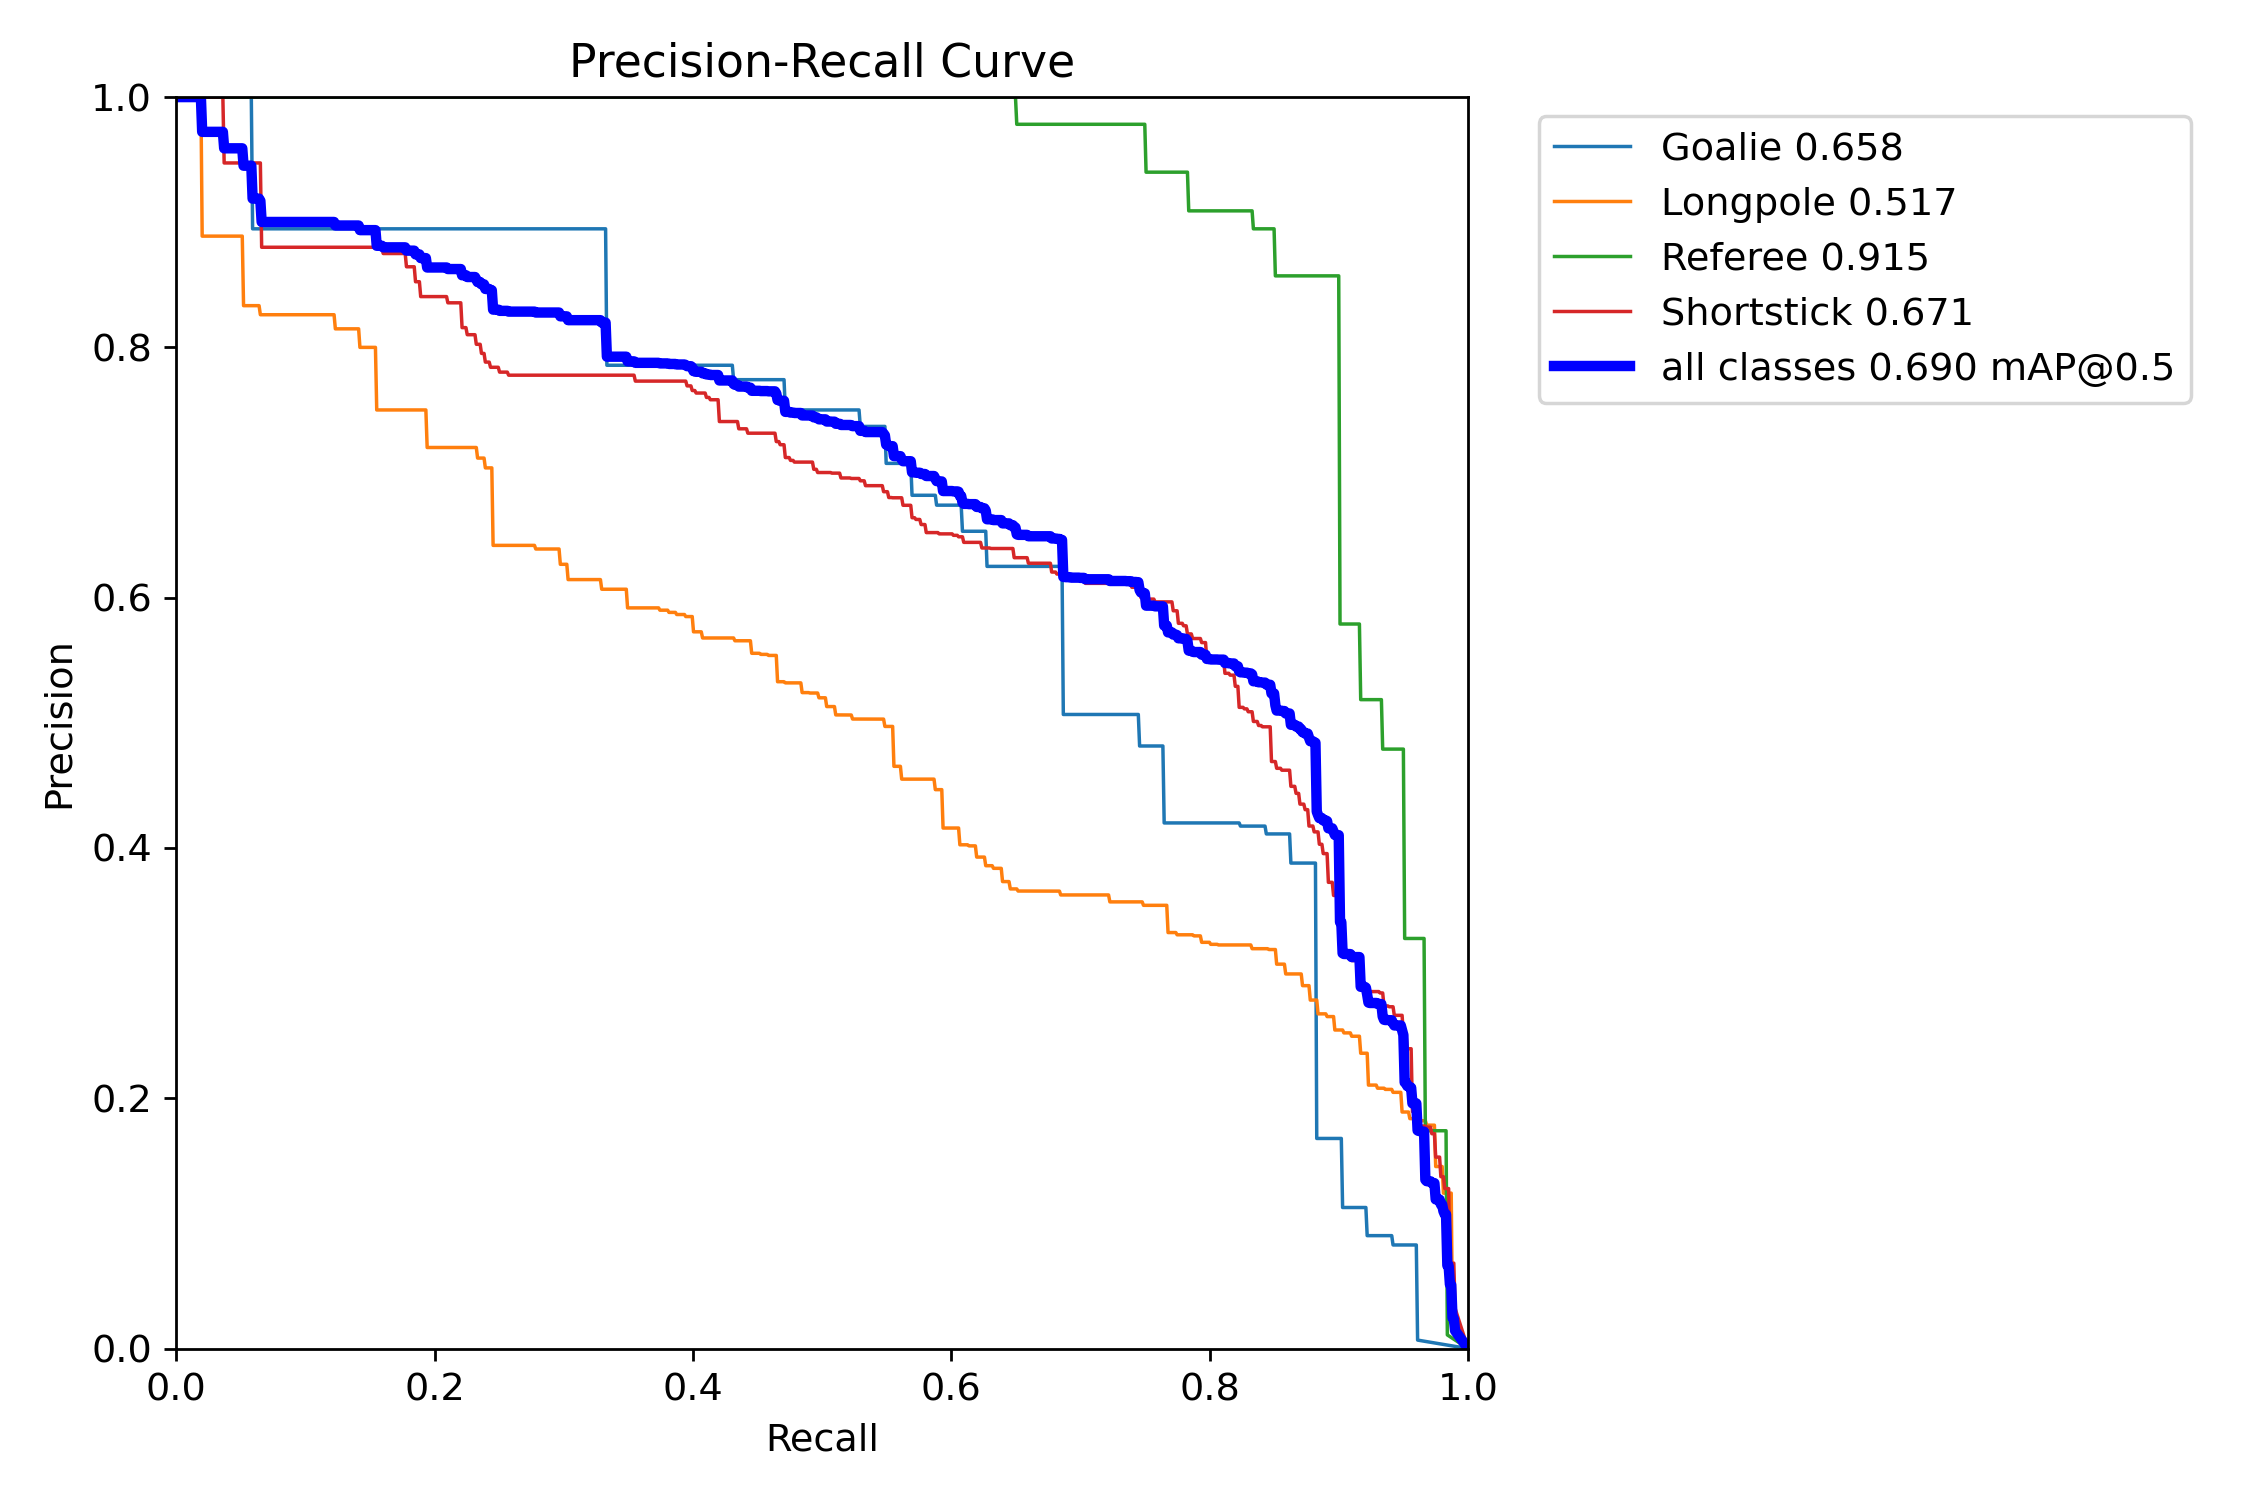 Precision-Recall Curve
1.0
0.8
0.6
0.4
0.2
0.0
Precision
0.0 0.2 0.4 0.6 0.8 1.0
Recall
Goalie 0.658
Longpole 0.517
Referee 0.915
Shortstick 0.671
all classes 0.690 mAP@0.5